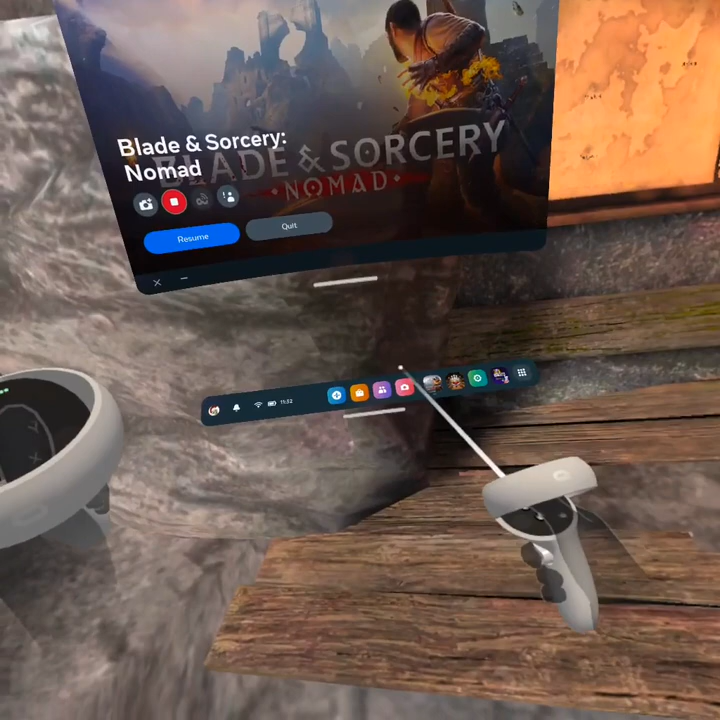 Blade & Sorcery:
Nomad
BLADE & SORCERY
NOMAD
Resume
Quit
11:52